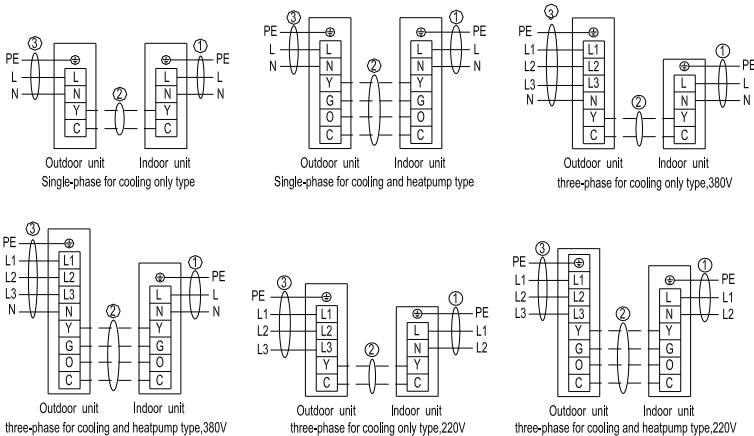 ③
①
PE
PE
L
L
L
L
N
N
N
N
②
Y
Y
C
C
Outdoor unit
Indoor unit
Single-phase for cooling only type
③
①
PE
PE
L
L
L
L
N
N
N
N
②
Y
Y
G
G
O
O
C
C
Outdoor unit
Indoor unit
Single-phase for cooling and heatpump type
③
①
PE
L1
L1
L2
L2
PE
L3
L3
L
L
N
N
N
N
②
Y
Y
C
C
Outdoor unit
Indoor unit
three-phase for cooling only type,380V
③
①
PE
L1
L1
PE
L2
L2
L3
L3
L
L
N
N
N
N
②
Y
Y
G
G
O
O
C
C
Outdoor unit
Indoor unit
three-phase for cooling and heatpump type,380V
③
①
PE
PE
L1
L1
L2
L2
L
L1
L3
L3
N
L2
②
Y
Y
C
C
Outdoor unit
Indoor unit
three-phase for cooling only type,220V
③
①
PE
PE
L1
L1
L2
L2
L
L1
L3
L3
N
L2
②
Y
Y
G
G
O
O
C
C
Outdoor unit
Indoor unit
three-phase for cooling and heatpump type,220V